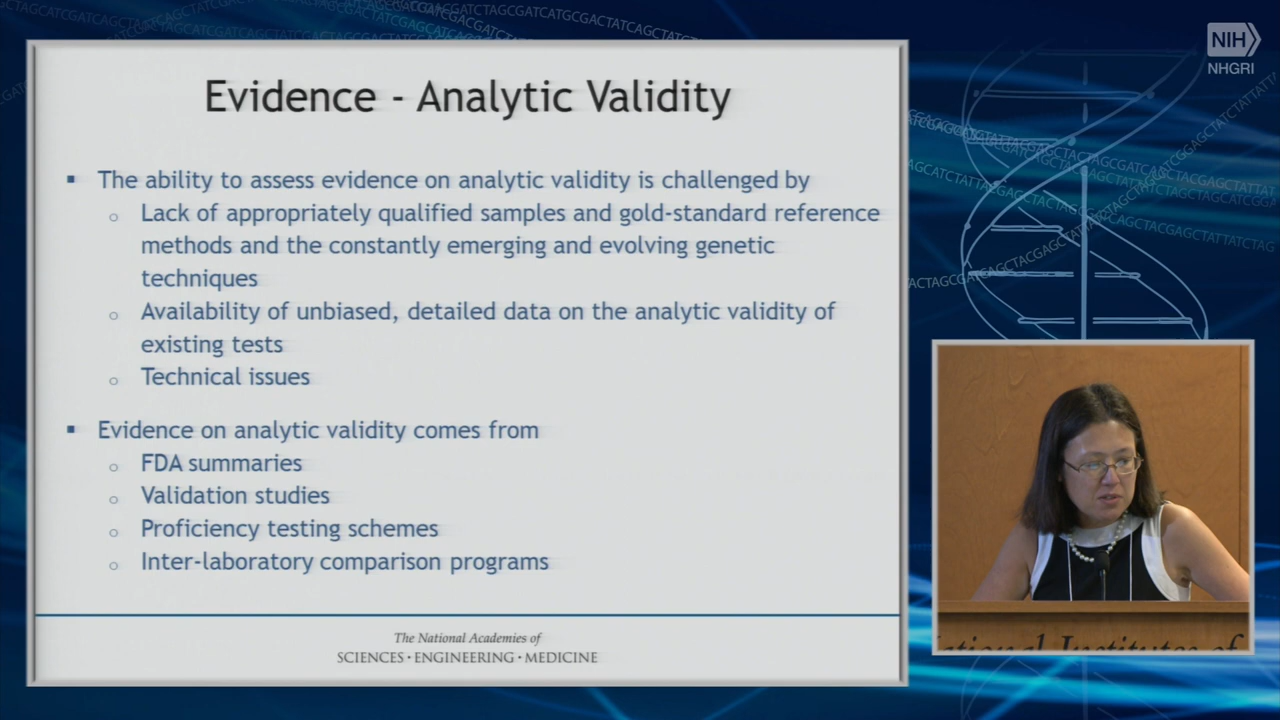 Evidence - Analytic Validity
▪ The ability to assess evidence on analytic validity is challenged by
o Lack of appropriately qualified samples and gold-standard reference
methods and the constantly emerging and evolving genetic
techniques
o Availability of unbiased, detailed data on the analytic validity of
existing tests
o Technical issues
▪ Evidence on analytic validity comes from
o FDA summaries
o Validation studies
o Proficiency testing schemes
o Inter-laboratory comparison programs
The National Academies of
SCIENCES · ENGINEERING · MEDICINE
NIH
NHGRI
National Institutes of